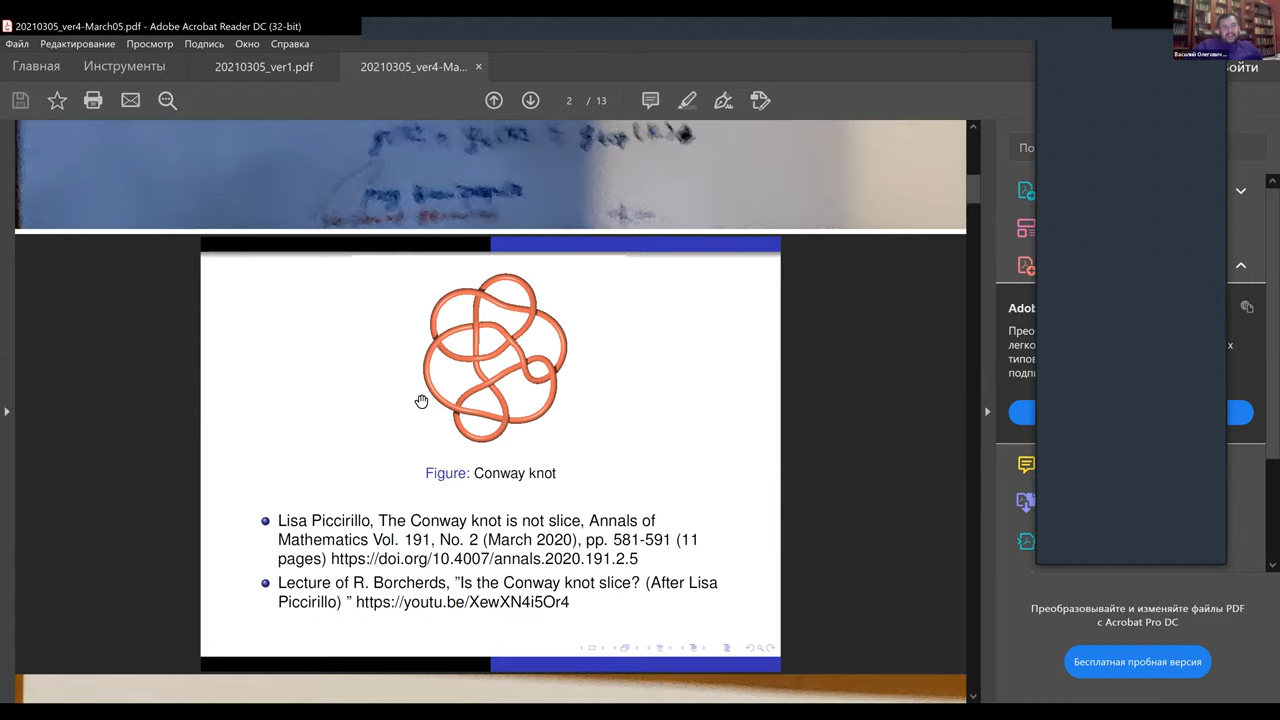 20210305_ver4-March05.pdf - Adobe Acrobat Reader DC (32-bit)
Файл Редактирование Просмотр Подпись Окно Справка
Главная Инструменты 20210305_ver1.pdf 20210305_ver4-Ma... ×
Войти
2 / 13
Василий Олегович ...
Figure: Conway knot
Lisa Piccirillo, The Conway knot is not slice, Annals of
Mathematics Vol. 191, No. 2 (March 2020), pp. 581-591 (11
pages) https://doi.org/10.4007/annals.2020.191.2.5
Lecture of R. Borcherds, ”Is the Conway knot slice? (After Lisa
Piccirillo) ” https://youtu.be/XewXN4i5Or4
Преобразовывайте и изменяйте файлы PDF
с Acrobat Pro DC
Бесплатная пробная версия